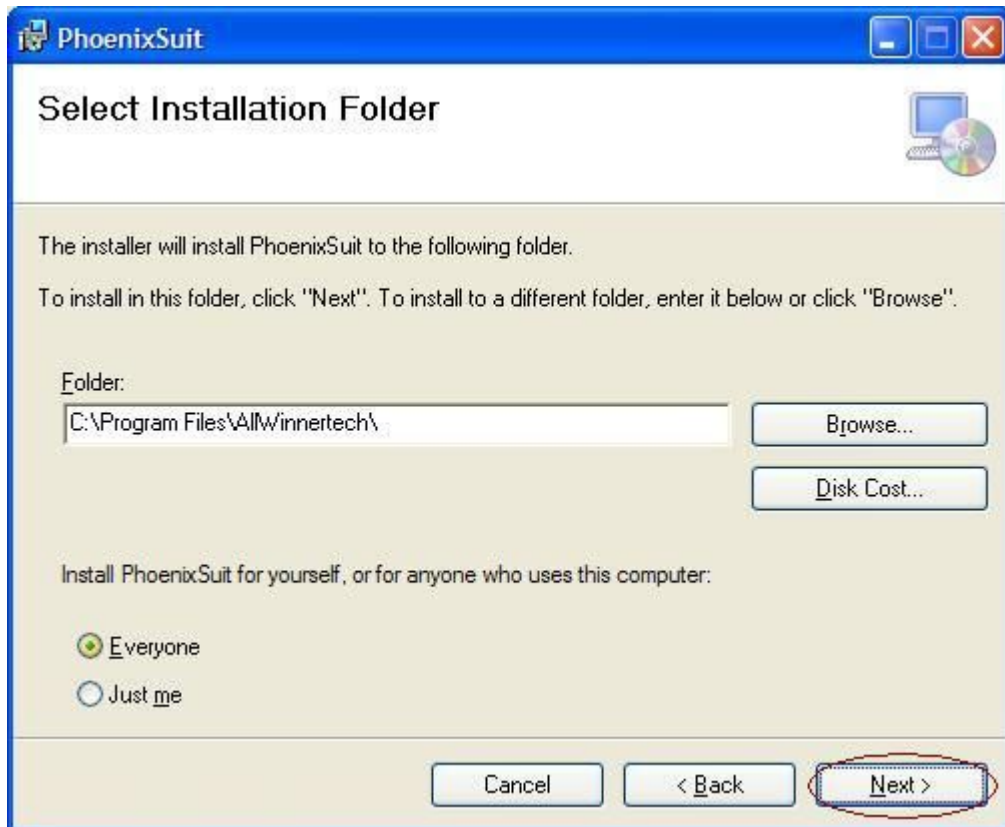 PhoenixSuit
Select Installation Folder
The installer will install PhoenixSuit to the following folder.
To install in this folder, click "Next". To install to a different folder, enter it below or click "Browse".
Folder:
C:\Program Files\AllWinnertech\
Browse...
Disk Cost...
Install PhoenixSuit for yourself, or for anyone who uses this computer:
Everyone
Just me
Cancel
< Back
Next >